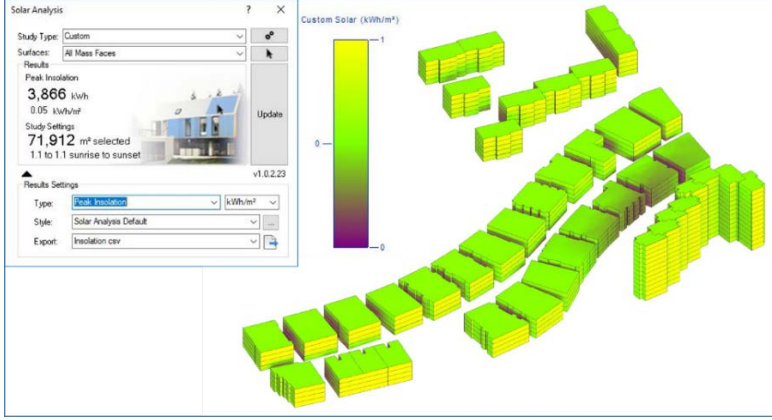 Solar Analysis ? ×
Study Type: Custom
Surfaces: All Mass Faces
Results
Peak Insolation
3,866 kWh
0.05 kWh/m²
Study Settings
71,912 m² selected
1.1 to 1.1 sunrise to sunset
Update
v1.0.2.23
Results Settings
Type: Peak Insolation kWh/m²
Style: Solar Analysis Default ...
Export: Insolation csv
Custom Solar (kWh/m²)
1
0
0